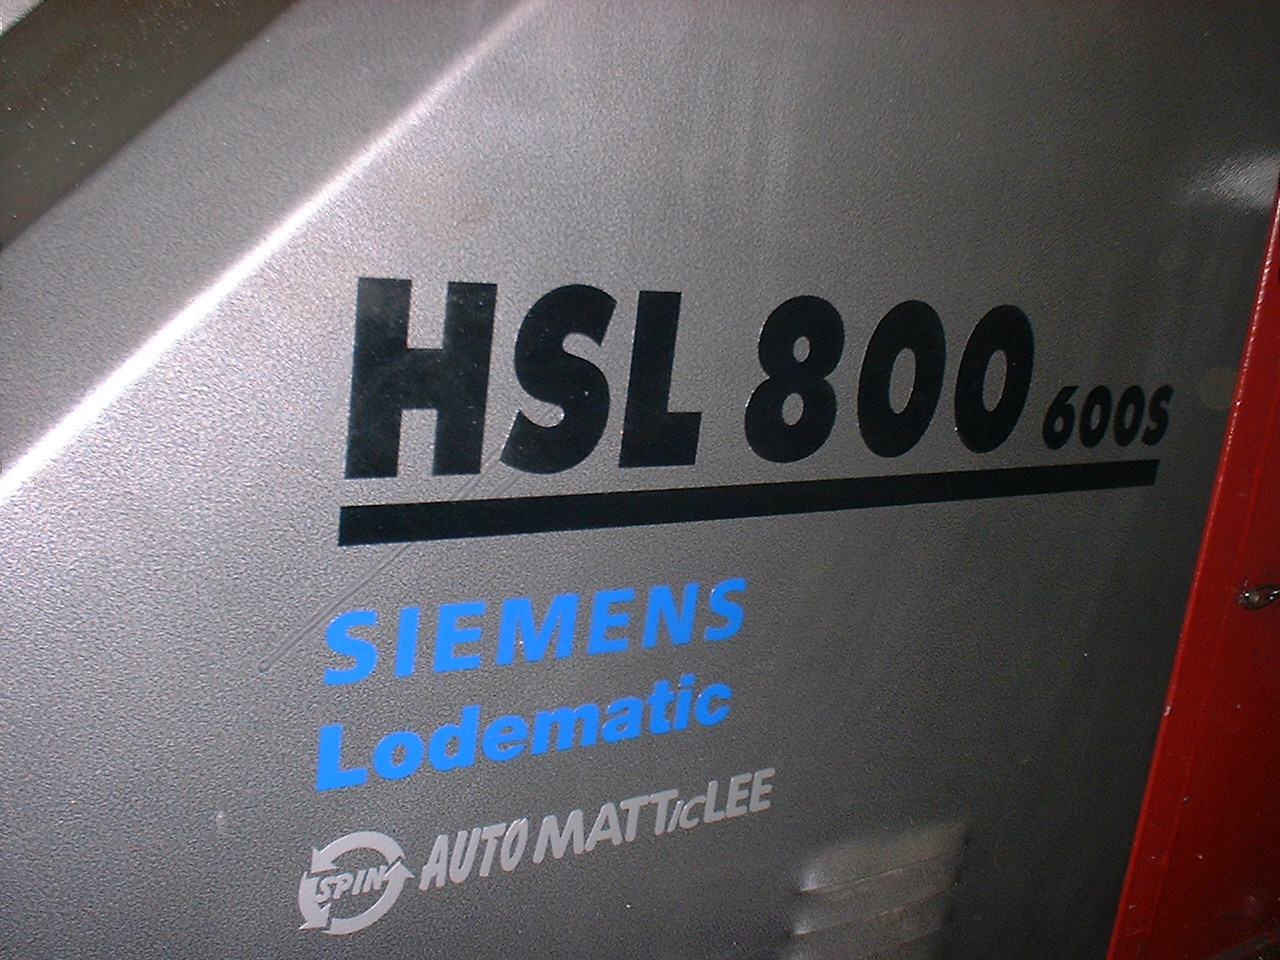 HSL 800 600S
SIEMENS
Lodematic
SPIN AUTO MATTicLEE